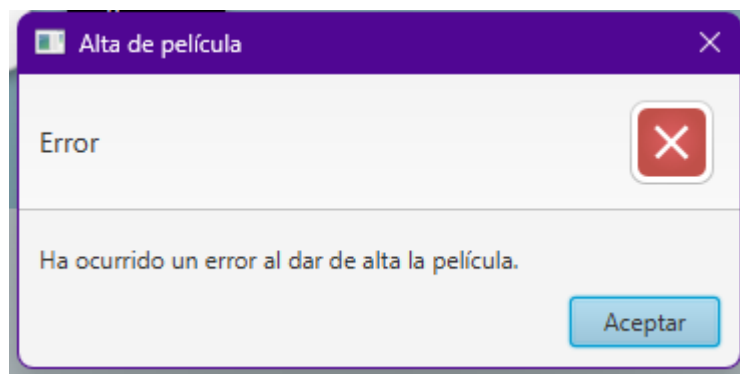 Alta de película
Error
Ha ocurrido un error al dar de alta la película.
Aceptar